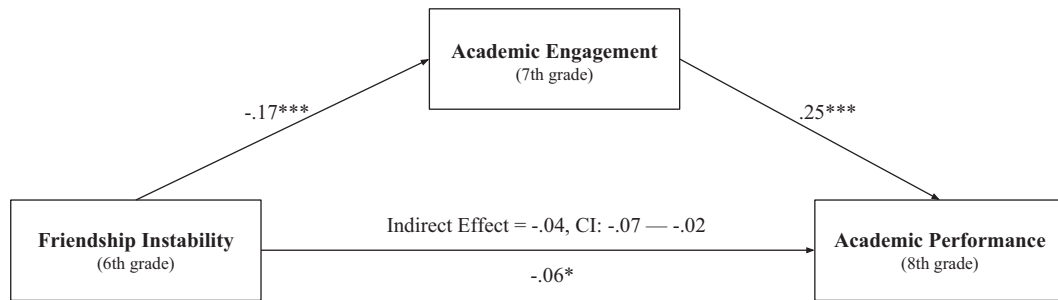 Academic Engagement
(7th grade)
-.17***
.25***
Indirect Effect = -.04, CI: -.07 — -.02
Friendship Instability
(6th grade)
Academic Performance
(8th grade)
-.06*